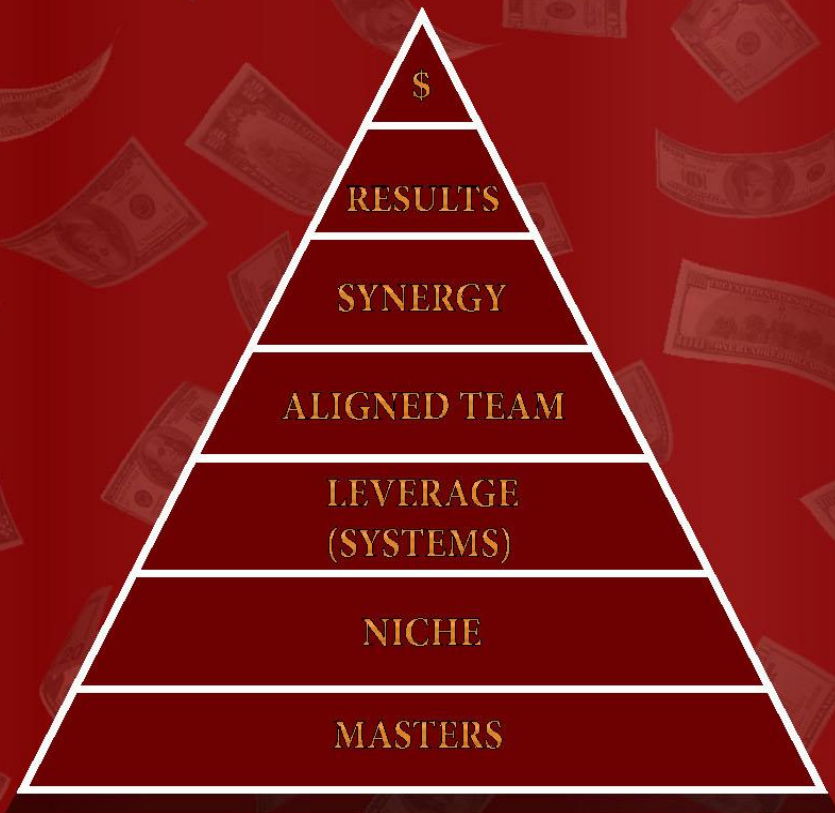 $
RESULTS
SYNERGY
ALIGNED TEAM
LEVERAGE
(SYSTEMS)
NICHE
MASTERS